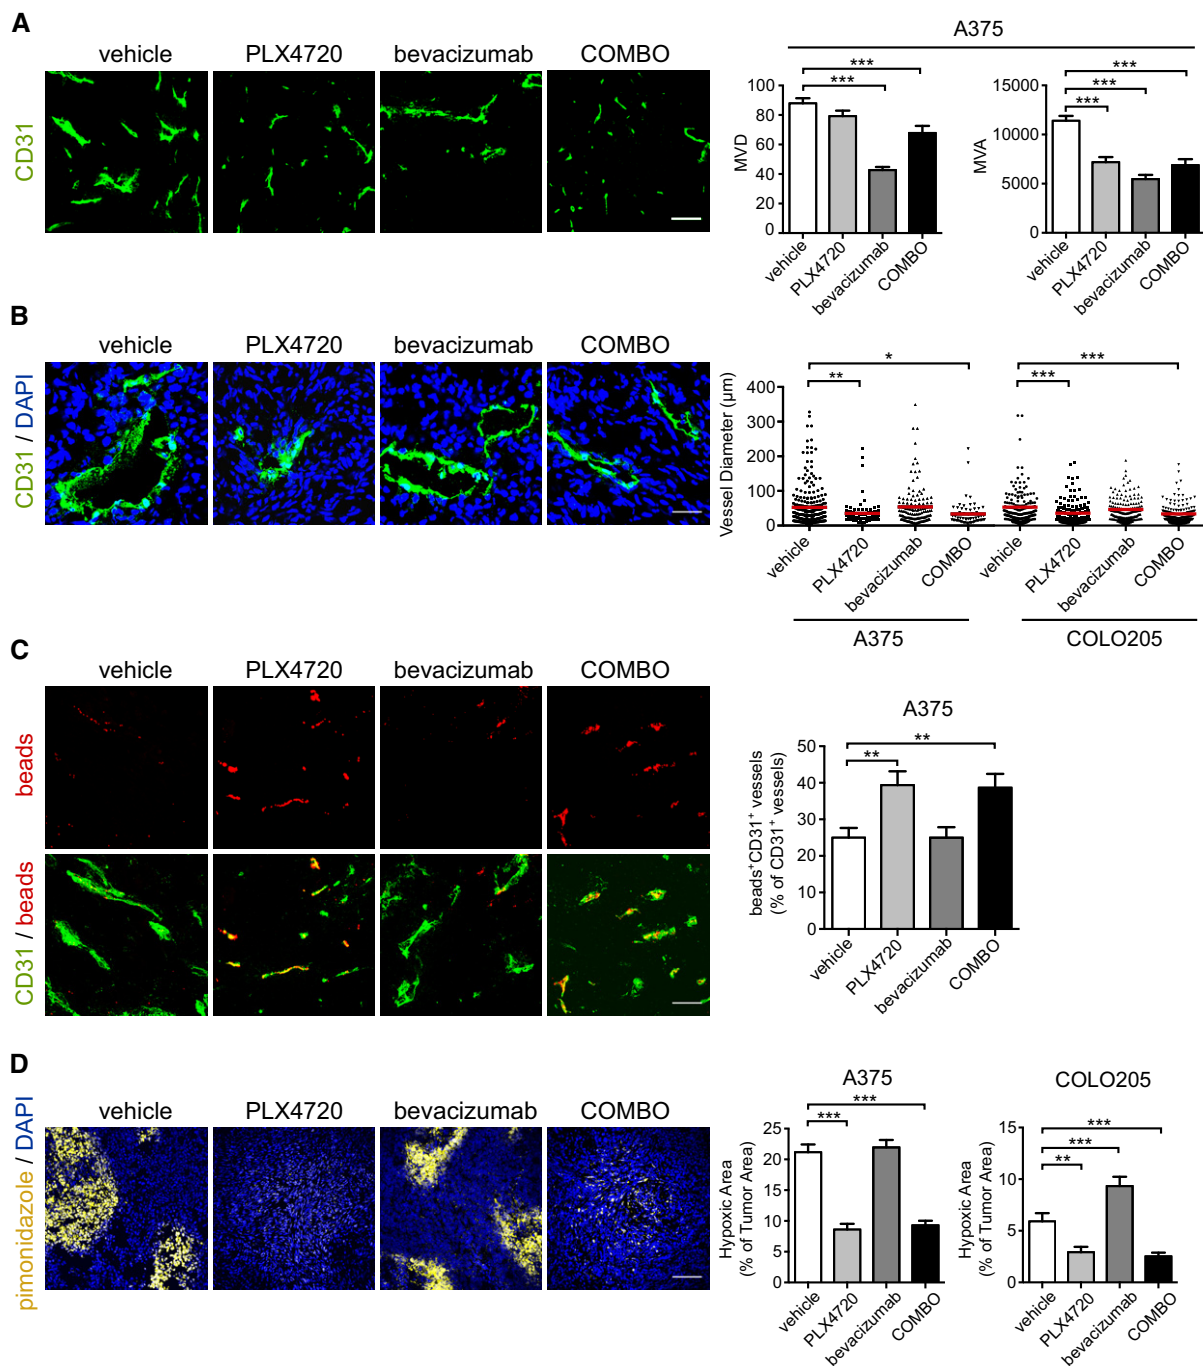 A
vehicle PLX4720 bevacizumab COMBO
CD31
A375
*** *** *** *** ***
MVD
100
80
60
40
20
0
vehicle PLX4720 bevacizumab COMBO
MVA
15000
10000
5000
0
vehicle PLX4720 bevacizumab COMBO
B
vehicle PLX4720 bevacizumab COMBO
CD31 / DAPI
Vessel Diameter (µm)
400
300
200
100
0
* ** *** ***
vehicle PLX4720 bevacizumab COMBO vehicle PLX4720 bevacizumab COMBO
A375 COLO205
C
vehicle PLX4720 bevacizumab COMBO
beads
CD31 / beads
A375
** **
beads+CD31+ vessels
(% of CD31+ vessels)
50
40
30
20
10
0
vehicle PLX4720 bevacizumab COMBO
D
vehicle PLX4720 bevacizumab COMBO
pimonidazole / DAPI
A375
*** ***
Hypoxic Area
(% of Tumor Area)
25
20
15
10
5
0
vehicle PLX4720 bevacizumab COMBO
COLO205
*** *** **
Hypoxic Area
(% of Tumor Area)
15
10
5
0
vehicle PLX4720 bevacizumab COMBO